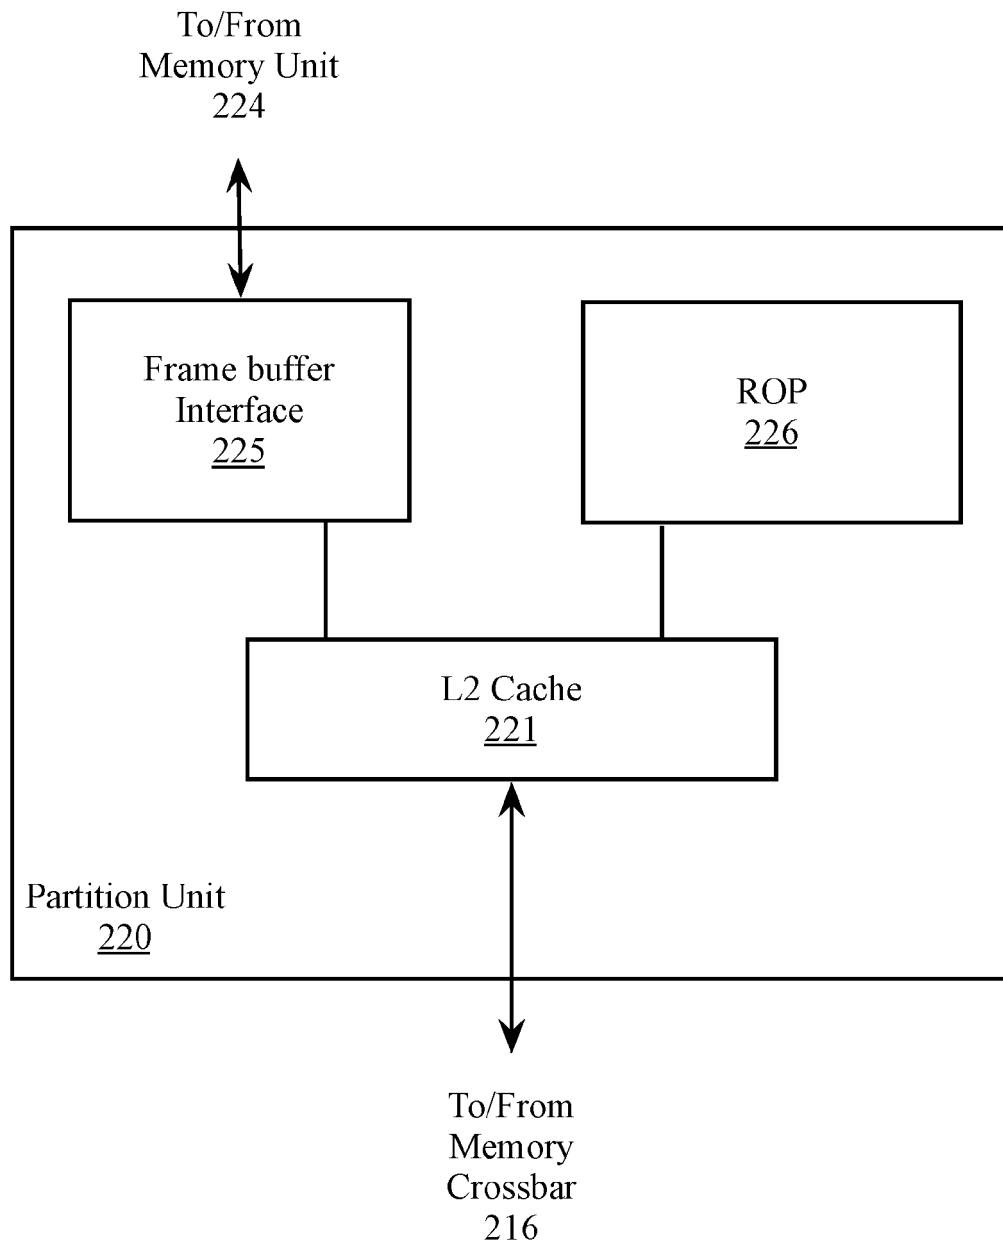 To/From
Memory Unit
224
Frame buffer
Interface
225
ROP
226
L2 Cache
221
Partition Unit
220
To/From
Memory
Crossbar
216